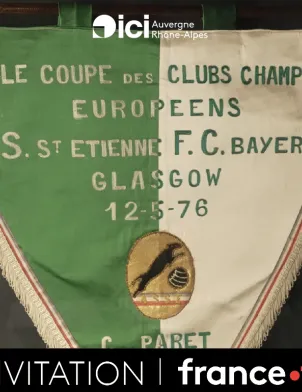 ici Auvergne
Rhône-Alpes
LE COUPE DES CLUBS CHAMP
EUROPEENS
S. ST ETIENNE F.C. BAYER
GLASGOW
12-5-76
ASSE
C. PARET
VITATION | france•